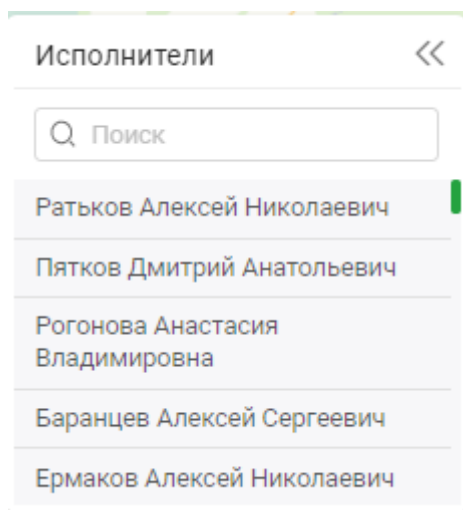 Исполнители
Поиск
Ратьков Алексей Николаевич
Пятков Дмитрий Анатольевич
Рогонова Анастасия
Владимировна
Баранцев Алексей Сергеевич
Ермаков Алексей Николаевич